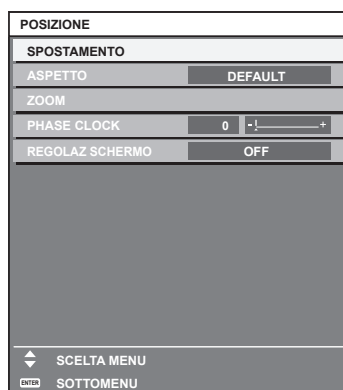 POSIZIONE
SPOSTAMENTO
ASPETTO DEFAULT
ZOOM
PHASE CLOCK 0 - +
REGOLAZ SCHERMO OFF
SCELTA MENU
ENTER SOTTOMENU